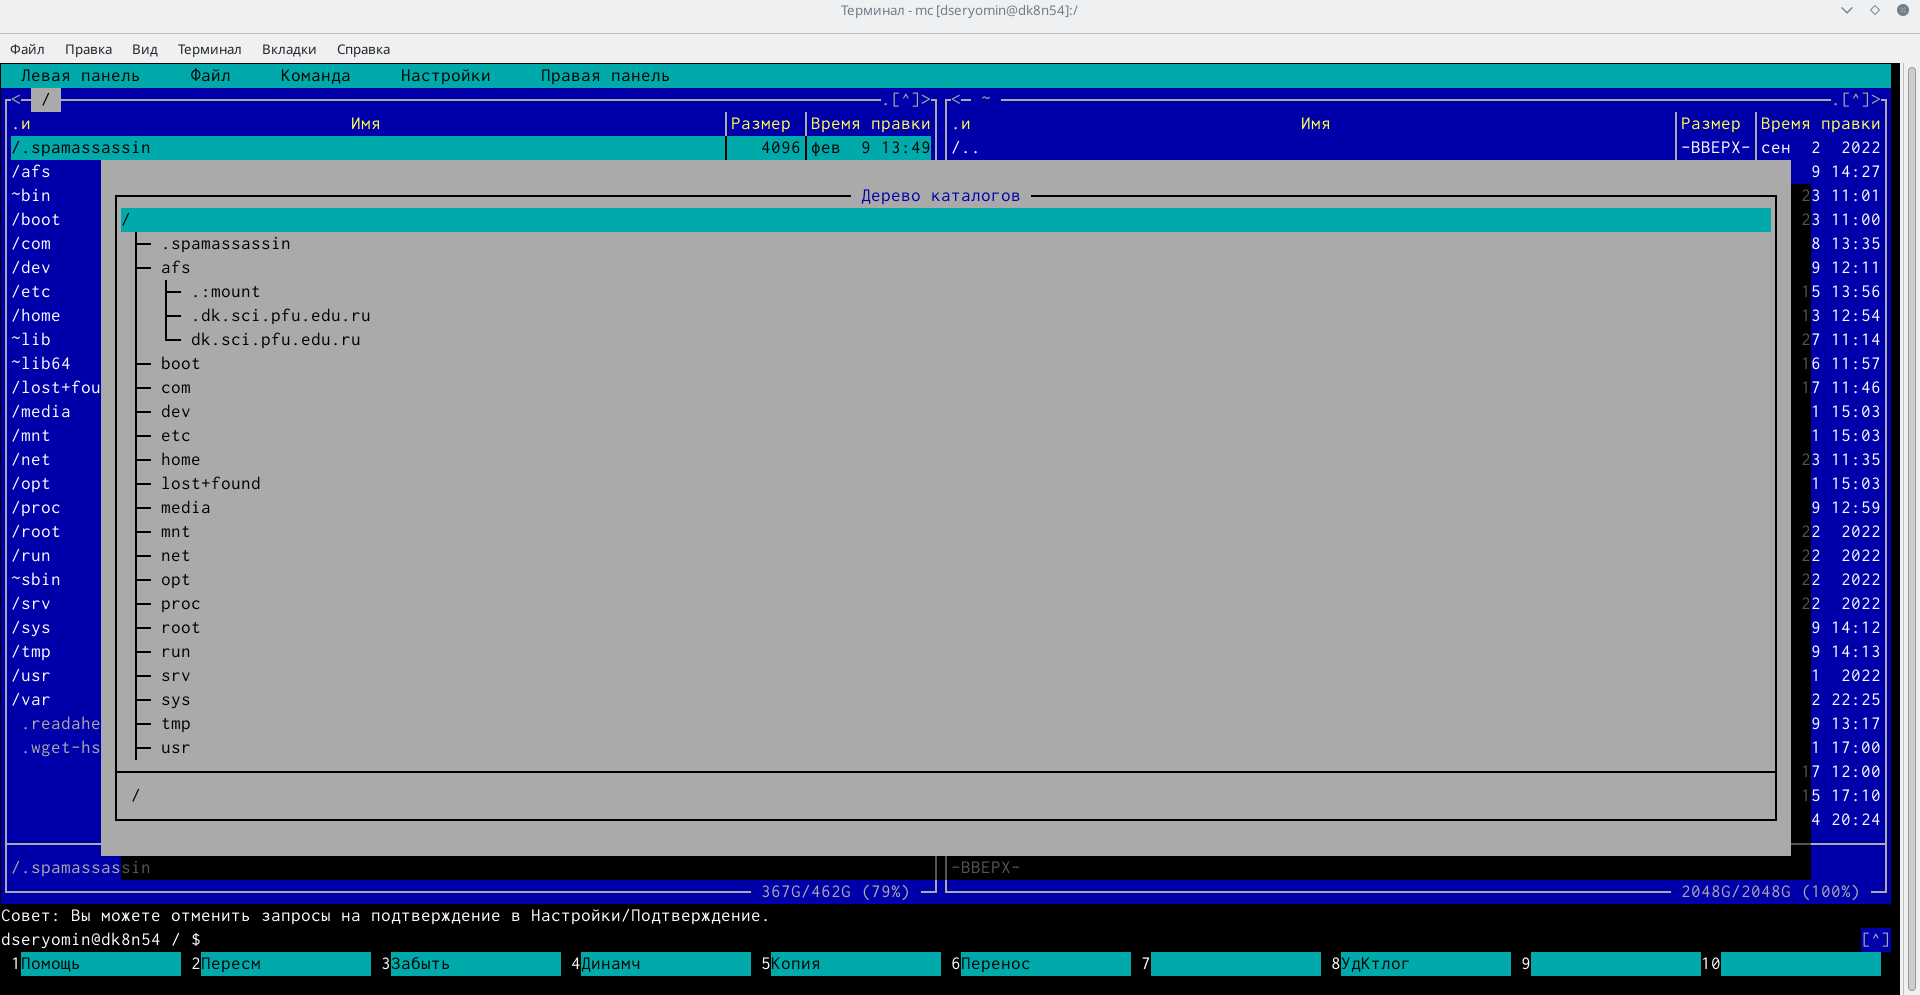 Терминал - mc [dseryomin@dk8n54]:/
Файл Правка Вид Терминал Вкладки Справка
Левая панель Файл Команда Настройки Правая панель
<─ / .[^]> <─ ~ .[^]>
.и Имя Размер Время правки .и Имя Размер Время правки
/.spamassassin 4096 фев 9 13:49 /.. -ВВЕРХ- сен 2 2022
/afs 9 14:27
~bin Дерево каталогов 23 11:01
/boot / 23 11:00
/com .spamassassin 8 13:35
/dev afs 9 12:11
/etc .:mount 15 13:56
/home .dk.sci.pfu.edu.ru 13 12:54
~lib dk.sci.pfu.edu.ru 27 11:14
~lib64 boot 16 11:57
/lost+fou com 17 11:46
/media dev 1 15:03
/mnt etc 1 15:03
/net home 23 11:35
/opt lost+found 1 15:03
/proc media 9 12:59
/root mnt 22 2022
/run net 22 2022
~sbin opt 22 2022
/srv proc 22 2022
/sys root 9 14:12
/tmp run 9 14:13
/usr srv 1 2022
/var sys 2 22:25
.readahe tmp 9 13:17
.wget-hs usr 1 17:00
17 12:00
/ 15 17:10
4 20:24
/.spamassassin -ВВЕРХ-
367G/462G (79%) 2048G/2048G (100%)
Совет: Вы можете отменить запросы на подтверждение в Настройки/Подтверждение.
dseryomin@dk8n54 / $ [^]
1Помощь 2Пересм 3Забыть 4Динамч 5Копия 6Перенос 7 8УдКтлог 9 10